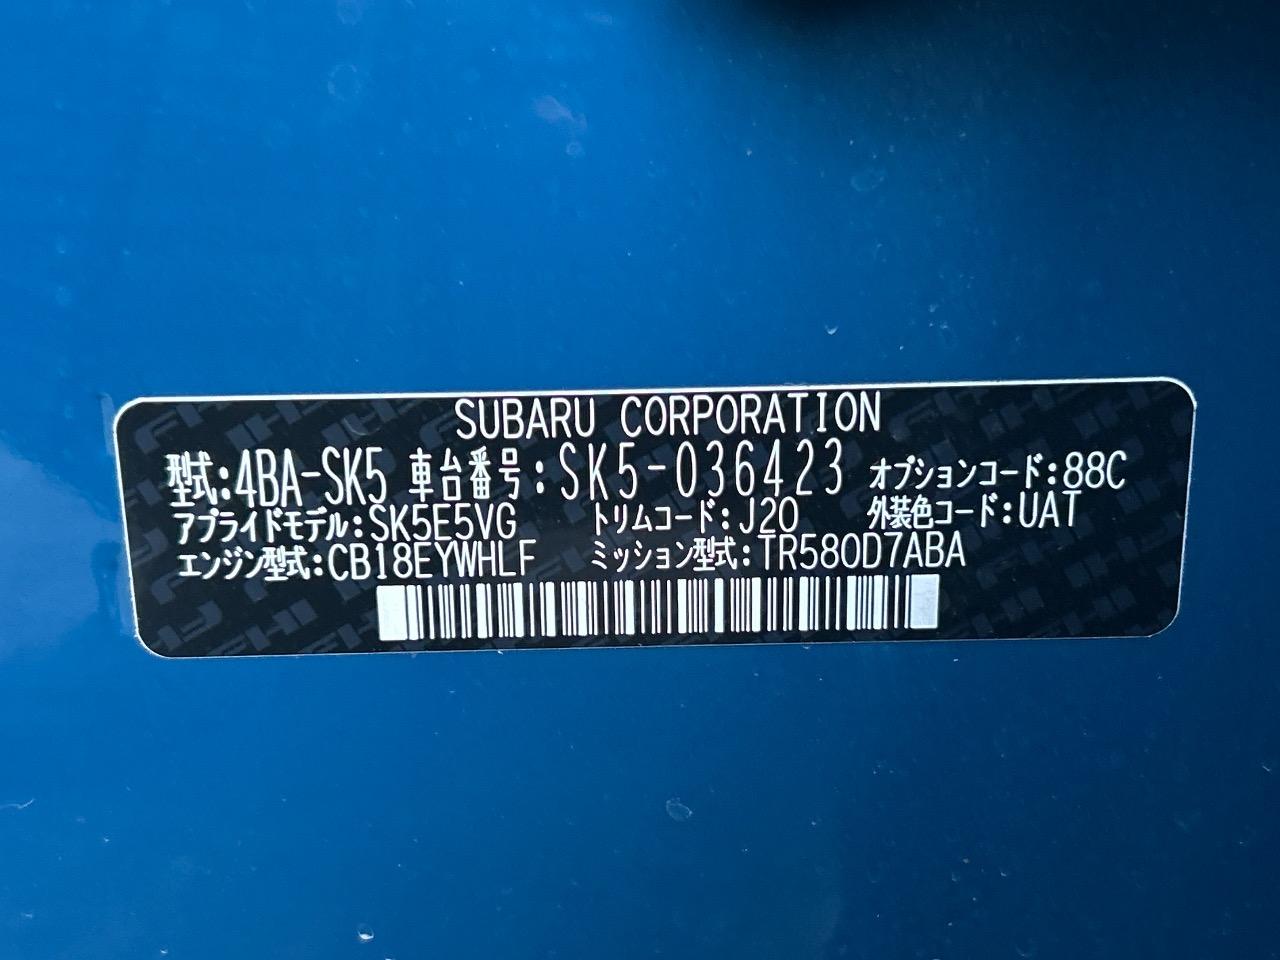 SUBARU CORPORATION
型式:4BA-SK5 車台番号:SK5-036423 オプションコード:88C
アプライドモデル:SK5E5VG トリムコード:J20 外装色コード:UAT
エンジン型式:CB18EYWHLF ミッション型式:TR580D7ABA